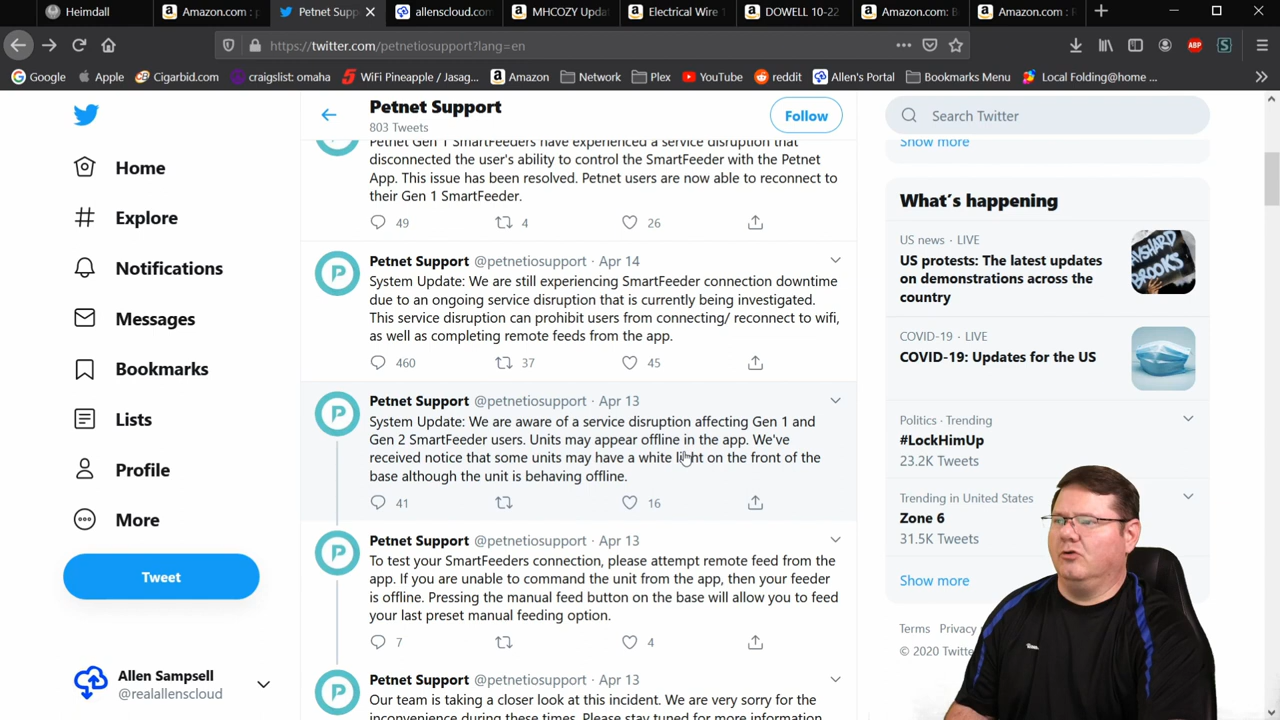 Heimdall
Amazon.com : p
Petnet Supp
allenscloud.com
MHCOZY Upda
Electrical Wire
DOWELL 10-22
Amazon.com: B
Amazon.com :
https://twitter.com/petnetiosupport?lang=en
ABP
S
Google
Apple
Cigarbid.com
craigslist: omaha
WiFi Pineapple / Jasag...
Amazon
Network
Plex
YouTube
reddit
Allen's Portal
Bookmarks Menu
Local Folding@home ...
Home
Explore
Notifications
Messages
Bookmarks
Lists
Profile
More
Tweet
Allen Sampsell
@realallenscloud
Petnet Support
803 Tweets
Follow
Petnet Gen 1 SmartFeeders have experienced a service disruption that
disconnected the user's ability to control the SmartFeeder with the Petnet
App. This issue has been resolved. Petnet users are now able to reconnect to
their Gen 1 SmartFeeder.
49 4 26
Petnet Support @petnetiosupport · Apr 14
System Update: We are still experiencing SmartFeeder connection downtime
due to an ongoing service disruption that is currently being investigated.
This service disruption can prohibit users from connecting/ reconnect to wifi,
as well as completing remote feeds from the app.
460 37 45
Petnet Support @petnetiosupport · Apr 13
System Update: We are aware of a service disruption affecting Gen 1 and
Gen 2 SmartFeeder users. Units may appear offline in the app. We've
received notice that some units may have a white light on the front of the
base although the unit is behaving offline.
41 16
Petnet Support @petnetiosupport · Apr 13
To test your SmartFeeders connection, please attempt remote feed from the
app. If you are unable to command the unit from the app, then your feeder
is offline. Pressing the manual feed button on the base will allow you to feed
your last preset manual feeding option.
7 4
Petnet Support @petnetiosupport · Apr 13
Our team is taking a closer look at this incident. We are very sorry for the
inconvenience during these times. Please stay tuned for more information
Search Twitter
Show more
What's happening
US news · LIVE
US protests: The latest updates
on demonstrations across the
country
COVID-19 · LIVE
COVID-19: Updates for the US
Politics · Trending
#LockHimUp
23.2K Tweets
Trending in United States
Zone 6
31.5K Tweets
Show more
Terms Privacy
© 2020 Twitte